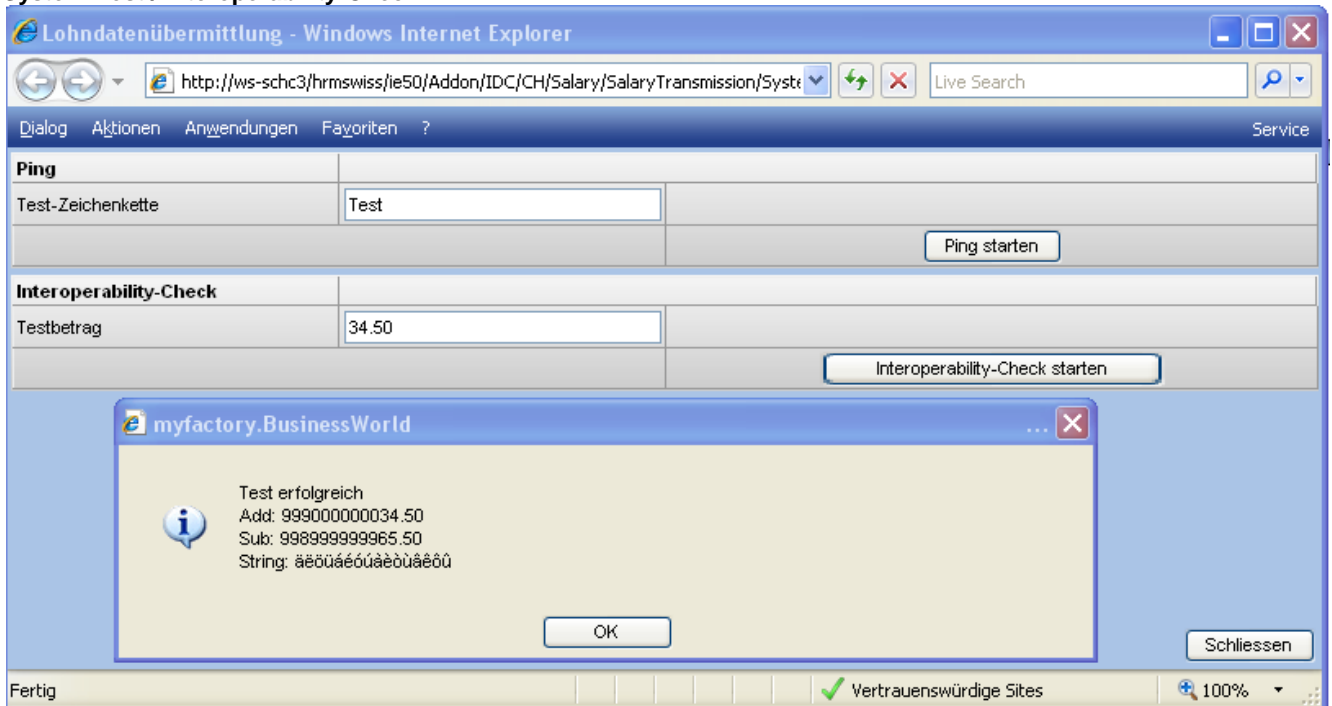 Lohndatenübermittlung - Windows Internet Explorer
http://ws-schc3/hrmswiss/ie50/Addon/IDC/CH/Salary/SalaryTransmission/Syste Live Search
Dialog Aktionen Anwendungen Favoriten ? Service
Ping
Test-Zeichenkette Test
Ping starten
Interoperability-Check
Testbetrag 34.50
Interoperability-Check starten
myfactory.BusinessWorld ...
Test erfolgreich
Add: 999000000034.50
Sub: 998999999965.50
String: äëöüáéóúàèòùâêôû
OK
Schliessen
Fertig Vertrauenswürdige Sites 100%